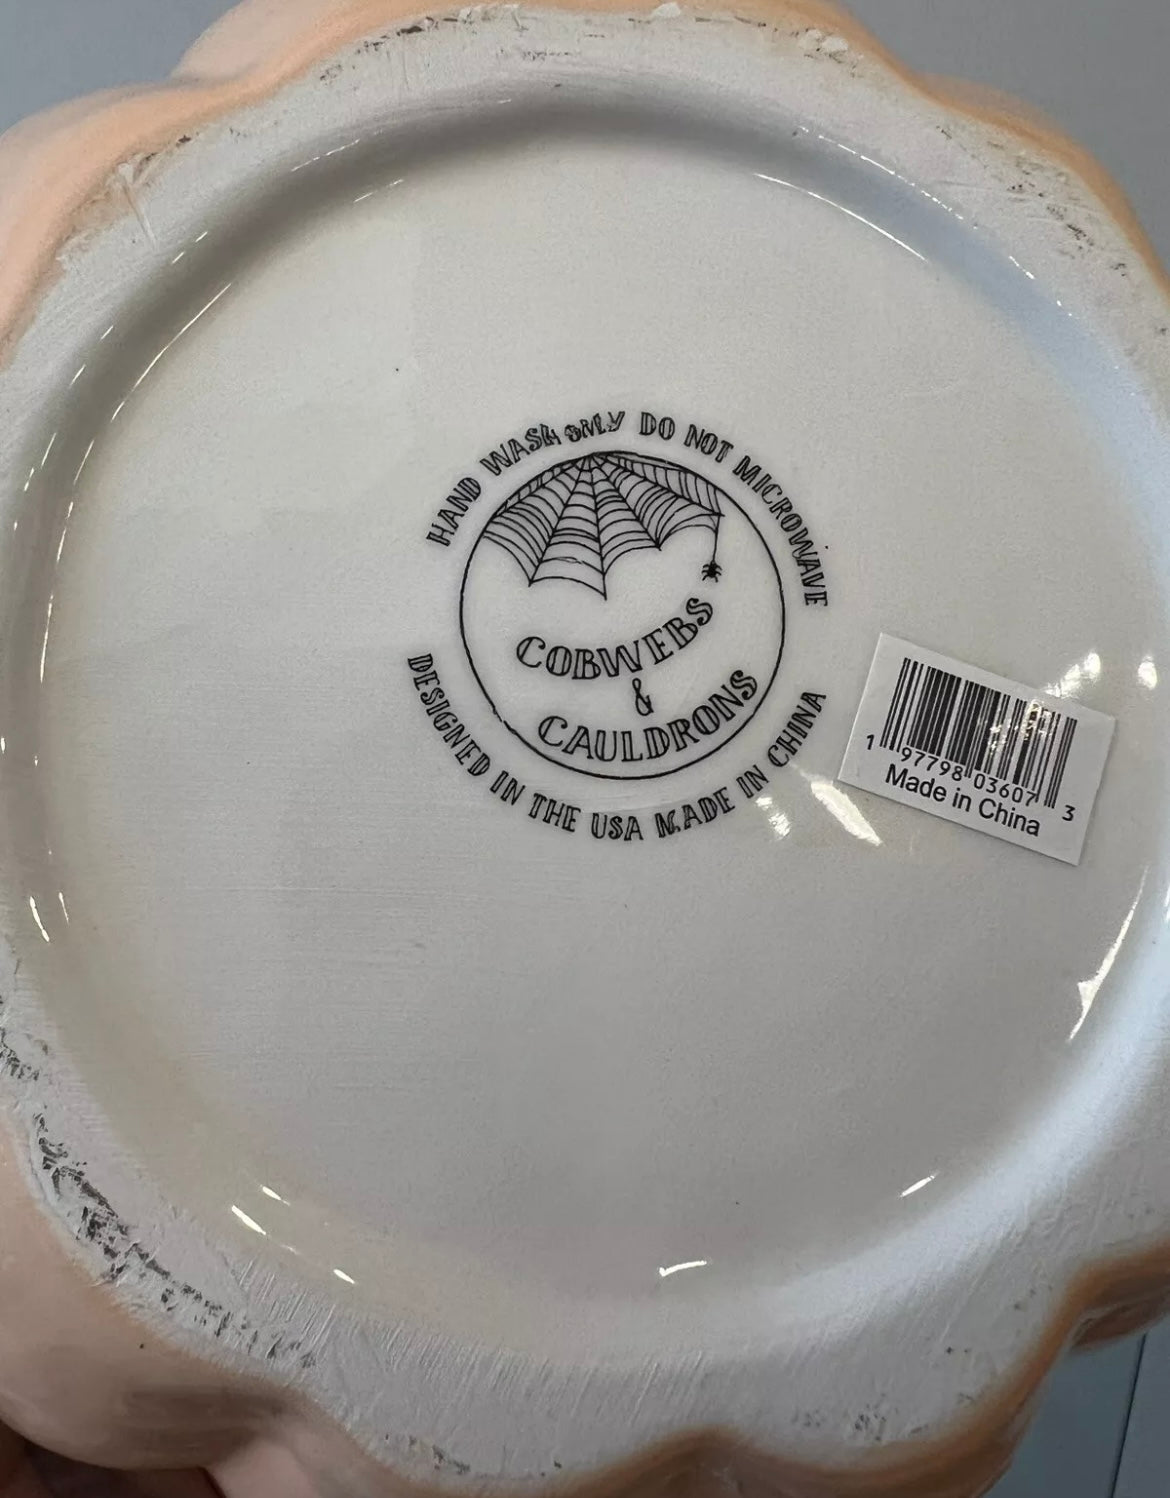 HAND WASH ONLY DO NOT MICROWAVE
COBWEBS
&
CAULDRONS
DESIGNED IN THE USA MADE IN CHINA
1 97798 03607 3
Made in China